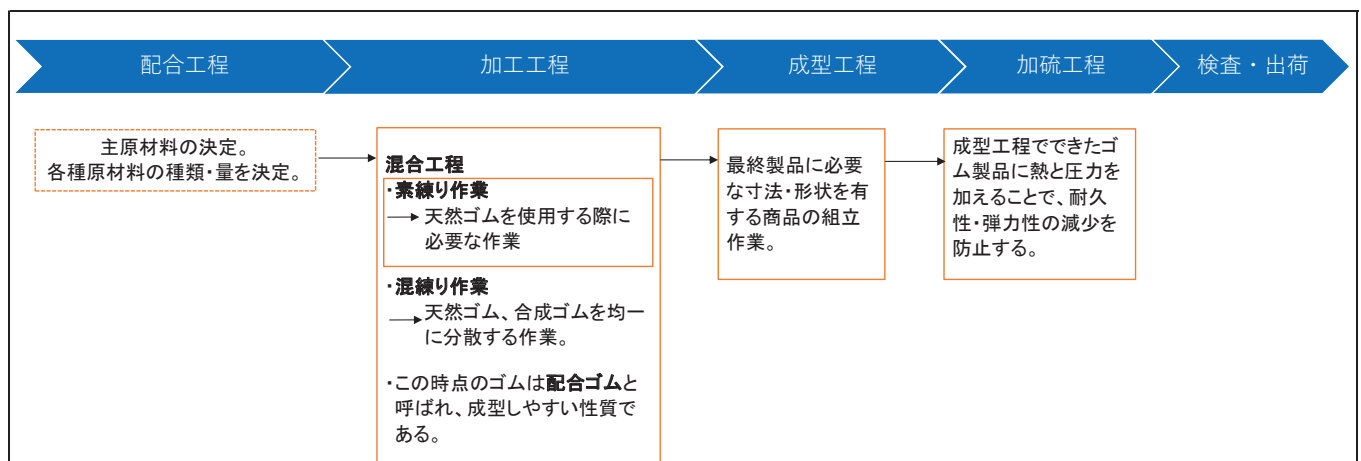 配合工程
加工工程
成型工程
加硫工程
検査・出荷
主原材料の決定。
各種原材料の種類・量を決定。
混合工程
・素練り作業
天然ゴムを使用する際に
必要な作業
・混練り作業
天然ゴム、合成ゴムを均一
に分散する作業。
・この時点のゴムは配合ゴムと
呼ばれ、成型しやすい性質で
ある。
最終製品に必要
な寸法・形状を有
する商品の組立
作業。
成型工程でできたゴ
ム製品に熱と圧力を
加えることで、耐久
性・弾力性の減少を
防止する。